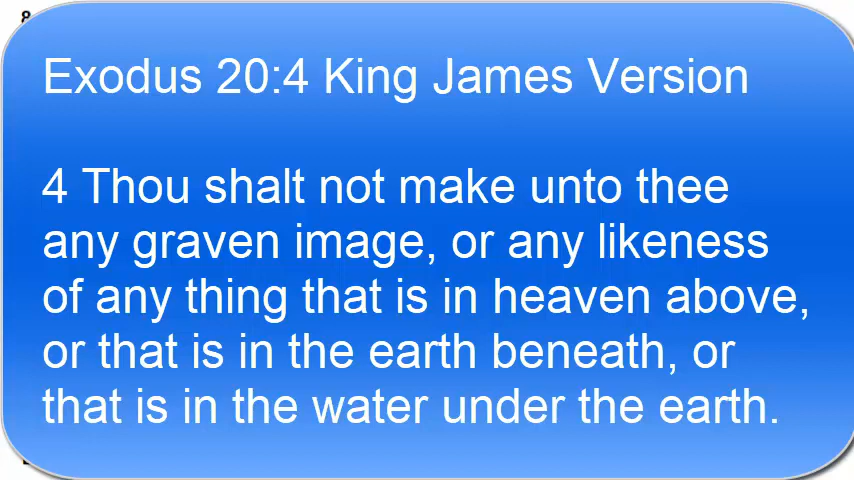 8
Exodus 20:4 King James Version
4 Thou shalt not make unto thee
any graven image, or any likeness
of any thing that is in heaven above,
or that is in the earth beneath, or
that is in the water under the earth.